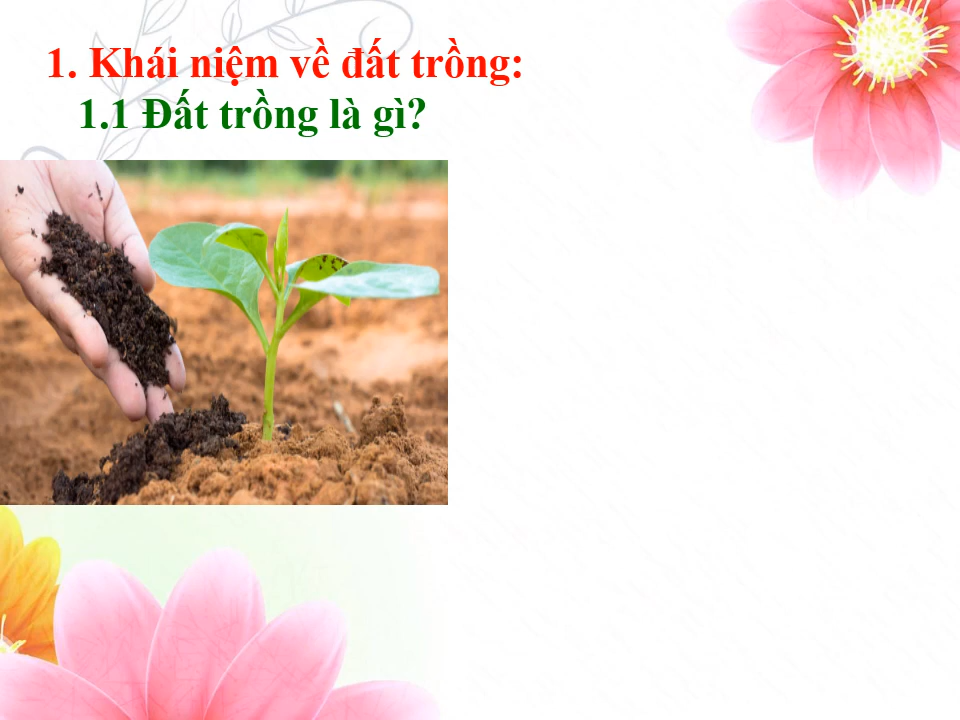 1. Khái niệm về đất trồng:
1.1 Đất trồng là gì?